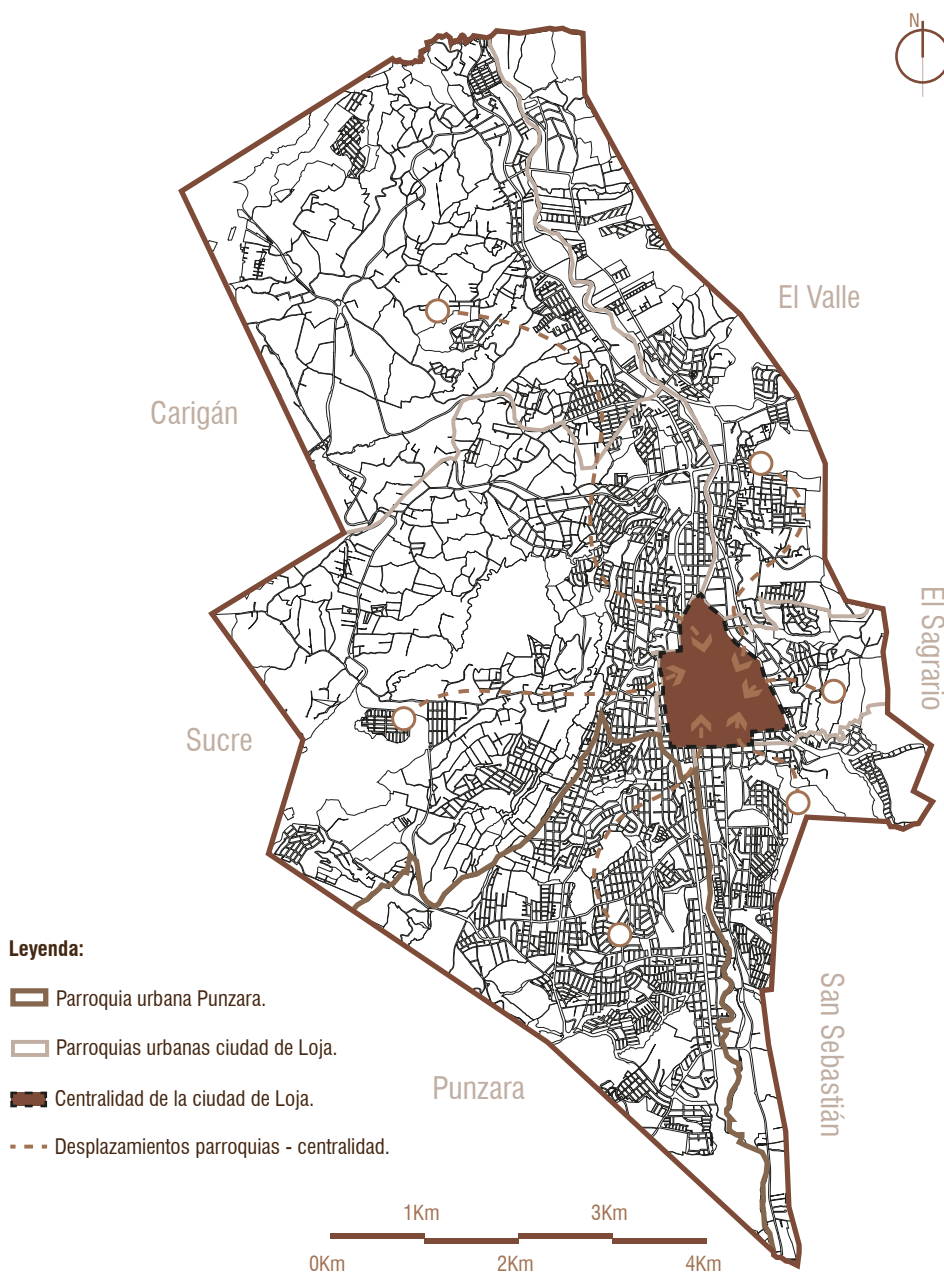 N
El Valle
Carigán
El Sagrario
Sucre
Leyenda:
Parroquia urbana Punzara.
San Sebastián
Parroquias urbanas ciudad de Loja.
Punzara
Centralidad de la ciudad de Loja.
Desplazamientos parroquias - centralidad.
1Km 3Km
0Km 2Km 4Km